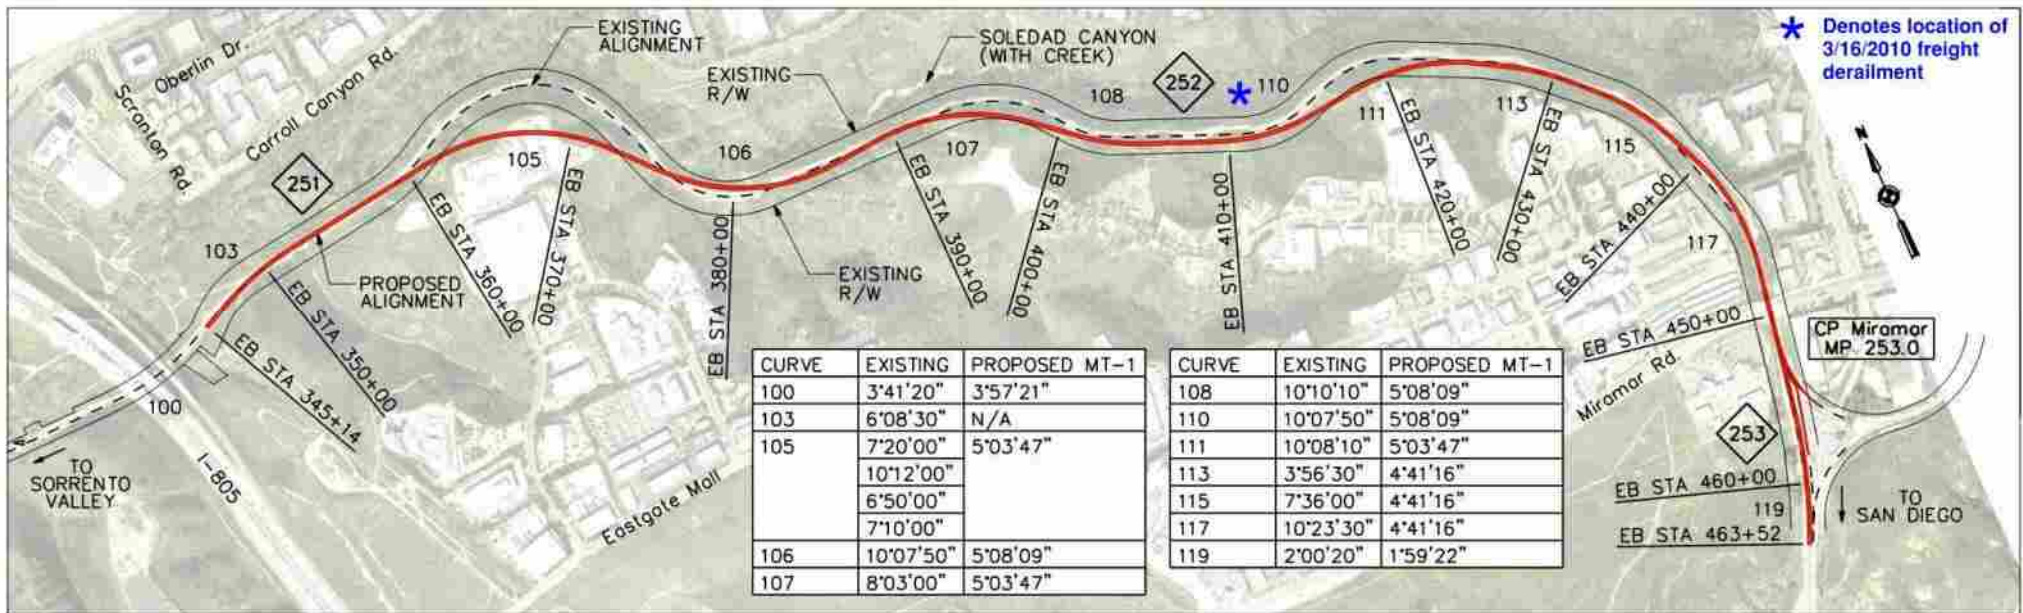 EXISTING
ALIGNMENT
SOLEDAD CANYON
(WITH CREEK)
EXISTING
R/W
* Denotes location of
3/16/2010 freight
derailment
Oberlin Dr.
Scranton Rd.
Carroll Canyon Rd.
251
252
*
253
100
103
105
106
107
108
110
111
113
115
117
119
PROPOSED
ALIGNMENT
EXISTING
R/W
N
EB STA 345+14
EB STA 350+00
EB STA 360+00
EB STA 370+00
EB STA 380+00
EB STA 390+00
EB STA 400+00
EB STA 410+00
EB STA 420+00
EB STA 430+00
EB STA 440+00
EB STA 450+00
EB STA 460+00
EB STA 463+52
CP Miramar
MP. 253.0
Miramar Rd.
Eastgate Mall
I-805
TO
SORRENTO
VALLEY
TO
SAN DIEGO
CURVE EXISTING PROPOSED MT-1
100 3°41'20" 3°57'21"
103 6°08'30" N/A
105 7°20'00" 5°03'47"
10°12'00"
6°50'00"
7°10'00"
106 10°07'50" 5°08'09"
107 8°03'00" 5°03'47"
CURVE EXISTING PROPOSED MT-1
108 10°10'10" 5°08'09"
110 10°07'50" 5°08'09"
111 10°08'10" 5°03'47"
113 3°56'30" 4°41'16"
115 7°36'00" 4°41'16"
117 10°23'30" 4°41'16"
119 2°00'20" 1°59'22"